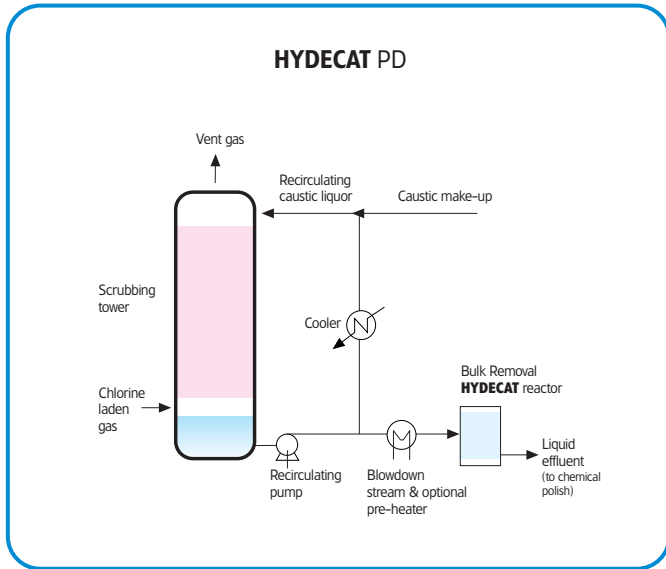 HYDECAT PD
Vent gas
Recirculating
caustic liquor
Caustic make-up
Scrubbing
tower
Cooler
Bulk Removal
HYDECAT reactor
Chlorine
laden
gas
Recirculating
pump
Blowdown
stream & optional
pre-heater
Liquid
effluent
(to chemical
polish)